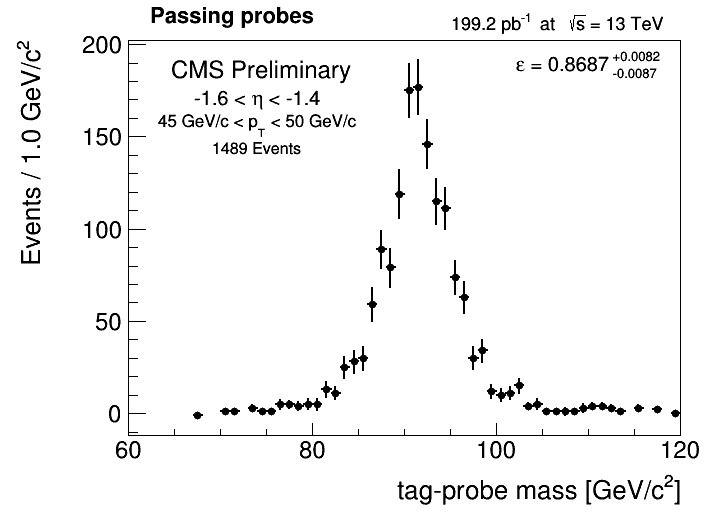 Passing probes
199.2 pb⁻¹ at √s = 13 TeV
CMS Preliminary
-1.6 < η < -1.4
45 GeV/c < p_T < 50 GeV/c
1489 Events
ε = 0.8687 +0.0082 -0.0087
Events / 1.0 GeV/c²
200
150
100
50
0
60 80 100 120
tag-probe mass [GeV/c²]